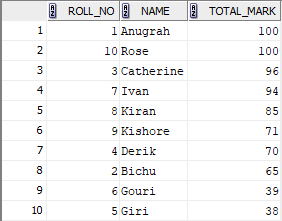 ROLL_NO NAME TOTAL_MARK
1 1 Anugrah 100
2 10 Rose 100
3 3 Catherine 96
4 7 Ivan 94
5 8 Kiran 85
6 9 Kishore 71
7 4 Derik 70
8 2 Bichu 65
9 6 Gouri 39
10 5 Giri 38